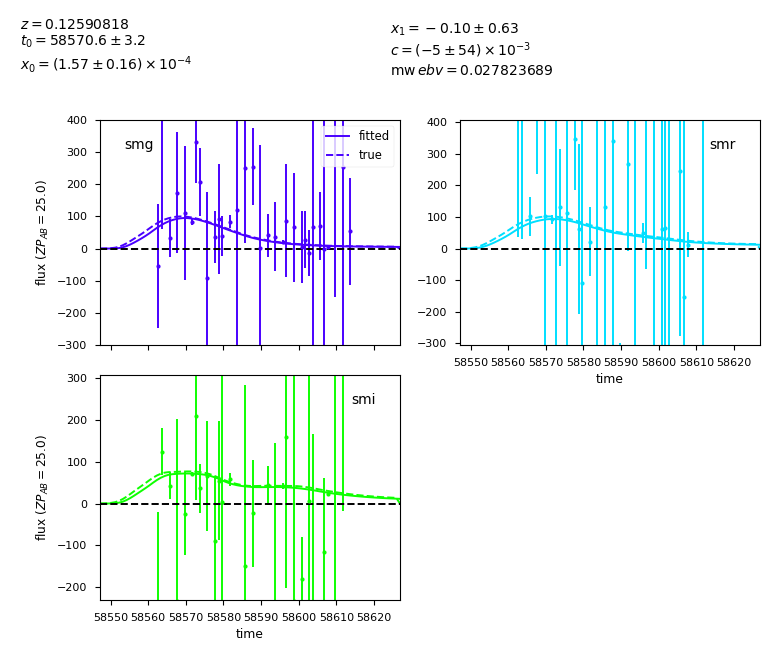 z = 0.12590818
t₀ = 58570.6 ± 3.2
x₀ = (1.57 ± 0.16) × 10⁻⁴
x₁ = −0.10 ± 0.63
c = (−5 ± 54) × 10⁻³
mw ebv = 0.027823689
smg
fitted
true
400
300
200
100
0
−100
−200
−300
flux (ZP_AB = 25.0)
smr
400
300
200
100
0
−100
−200
−300
58550 58560 58570 58580 58590 58600 58610 58620
time
smi
300
200
100
0
−100
−200
flux (ZP_AB = 25.0)
58550 58560 58570 58580 58590 58600 58610 58620
time